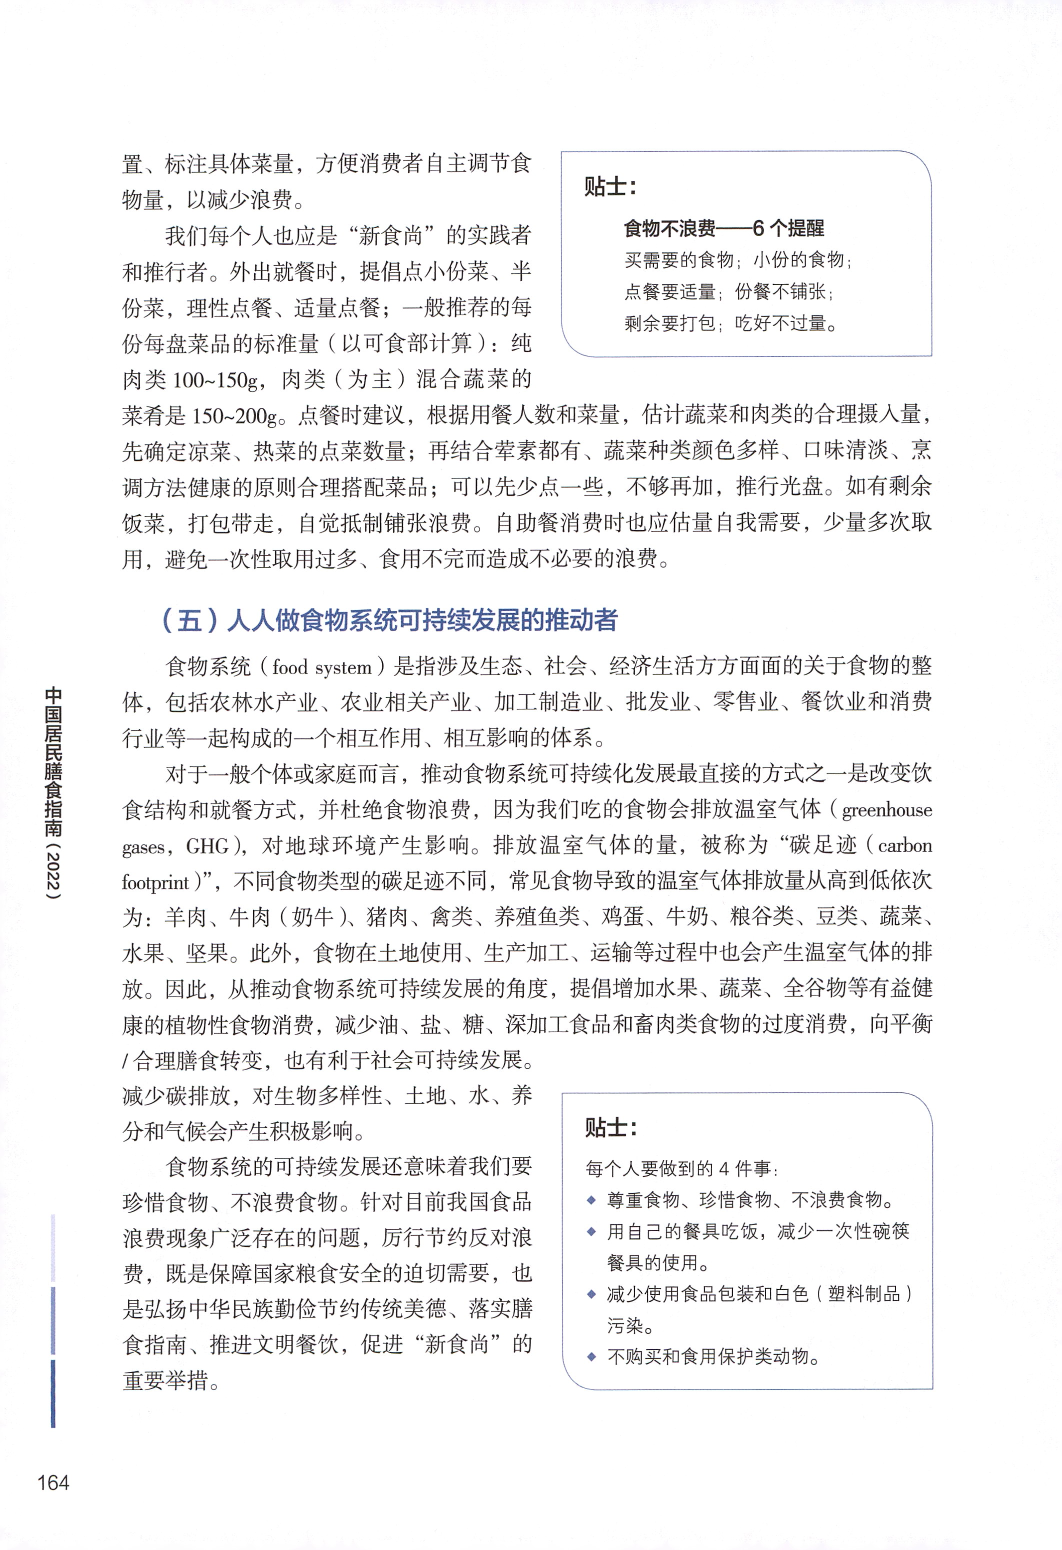 置、标注具体菜量，方便消费者自主调节食
物量，以减少浪费。
我们每个人也应是“新食尚”的实践者
和推行者。外出就餐时，提倡点小份菜、半
份菜，理性点餐、适量点餐；一般推荐的每
份每盘菜品的标准量（以可食部计算）：纯
肉类 100~150g，肉类（为主）混合蔬菜的
菜肴是 150~200g。点餐时建议，根据用餐人数和菜量，估计蔬菜和肉类的合理摄入量，
先确定凉菜、热菜的点菜数量；再结合荤素都有、蔬菜种类颜色多样、口味清淡、烹
调方法健康的原则合理搭配菜品；可以先少点一些，不够再加，推行光盘。如有剩余
饭菜，打包带走，自觉抵制铺张浪费。自助餐消费时也应估量自我需要，少量多次取
用，避免一次性取用过多、食用不完而造成不必要的浪费。
贴士：
食物不浪费——6 个提醒
买需要的食物；小份的食物；
点餐要适量；份餐不铺张；
剩余要打包；吃好不过量。
（五）人人做食物系统可持续发展的推动者
食物系统（food system）是指涉及生态、社会、经济生活方方面面的关于食物的整
体，包括农林水产业、农业相关产业、加工制造业、批发业、零售业、餐饮业和消费
行业等一起构成的一个相互作用、相互影响的体系。
对于一般个体或家庭而言，推动食物系统可持续化发展最直接的方式之一是改变饮
食结构和就餐方式，并杜绝食物浪费，因为我们吃的食物会排放温室气体（greenhouse
gases，GHG），对地球环境产生影响。排放温室气体的量，被称为“碳足迹（carbon
footprint）”，不同食物类型的碳足迹不同，常见食物导致的温室气体排放量从高到低依次
为：羊肉、牛肉（奶牛）、猪肉、禽类、养殖鱼类、鸡蛋、牛奶、粮谷类、豆类、蔬菜、
水果、坚果。此外，食物在土地使用、生产加工、运输等过程中也会产生温室气体的排
放。因此，从推动食物系统可持续发展的角度，提倡增加水果、蔬菜、全谷物等有益健
康的植物性食物消费，减少油、盐、糖、深加工食品和畜肉类食物的过度消费，向平衡
/ 合理膳食转变，也有利于社会可持续发展。
减少碳排放，对生物多样性、土地、水、养
分和气候会产生积极影响。
食物系统的可持续发展还意味着我们要
珍惜食物、不浪费食物。针对目前我国食品
浪费现象广泛存在的问题，厉行节约反对浪
费，既是保障国家粮食安全的迫切需要，也
是弘扬中华民族勤俭节约传统美德、落实膳
食指南、推进文明餐饮，促进“新食尚”的
重要举措。
贴士：
每个人要做到的 4 件事：
◆ 尊重食物、珍惜食物、不浪费食物。
◆ 用自己的餐具吃饭，减少一次性碗筷
餐具的使用。
◆ 减少使用食品包装和白色（塑料制品）
污染。
◆ 不购买和食用保护类动物。
中国居民膳食指南（2022）
164